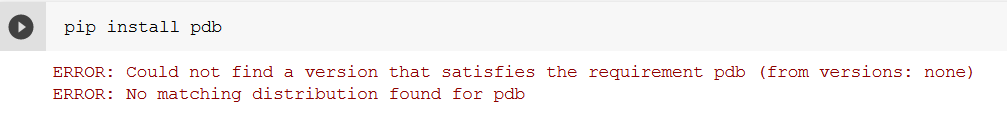 pip install pdb
ERROR: Could not find a version that satisfies the requirement pdb (from versions: none)
ERROR: No matching distribution found for pdb